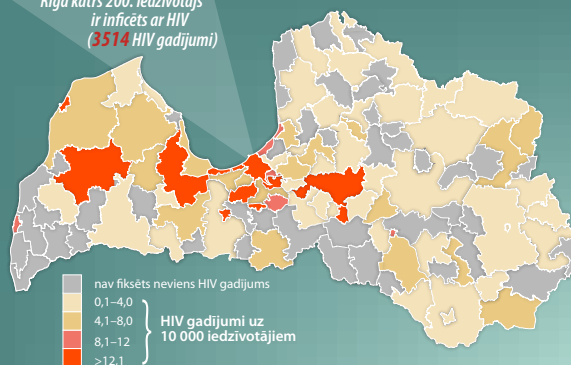 Rīgā katrs 200. iedzīvotājs
ir inficēts ar HIV
(3514 HIV gadījumi)
nav fiksēts neviens HIV gadījums
0,1–4,0
4,1–8,0
8,1–12
>12,1
HIV gadījumi uz
10 000 iedzīvotājiem